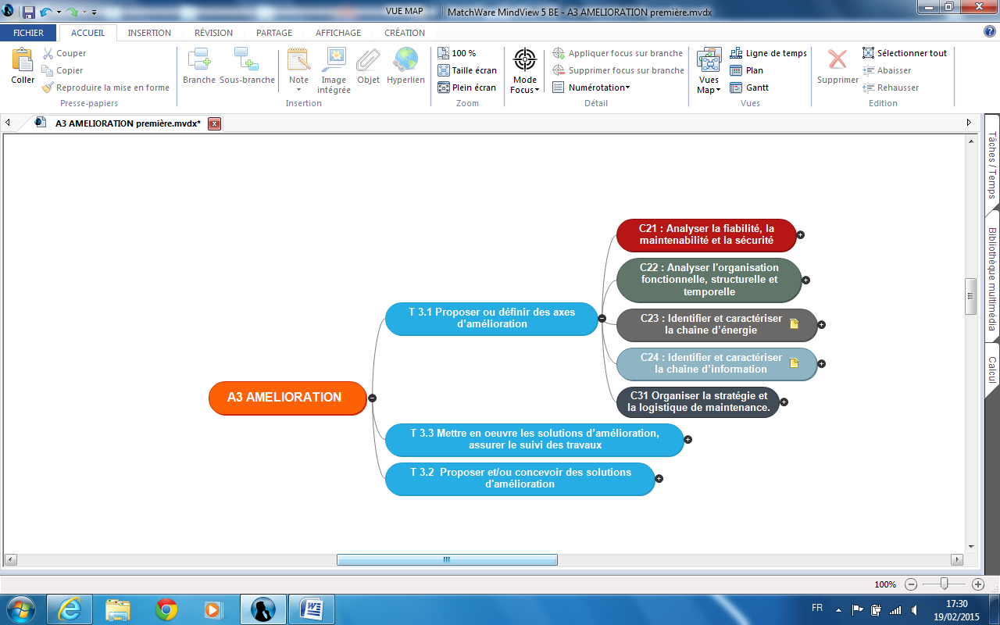 VUE MAP
MatchWare MindView 5 BE - A3 AMELIORATION première.mvdx
FICHIER
ACCUEIL
INSERTION
RÉVISION
PARTAGE
AFFICHAGE
CRÉATION
Coller
Couper
Copier
Reproduire la mise en forme
Presse-papiers
Branche
Sous-branche
Note
Image
intégrée
Objet
Hyperlien
Insertion
100 %
Taille écran
Plein écran
Zoom
Mode
Focus
Appliquer focus sur branche
Supprimer focus sur branche
Numérotation
Détail
Vues
Map
Ligne de temps
Plan
Gantt
Vues
Supprimer
Sélectionner tout
Abaisser
Rehausser
Edition
A3 AMELIORATION première.mvdx*
Tâches / Temps
Bibliothèque multimédia
Calcul
C21 : Analyser la fiabilité, la
maintenabilité et la sécurité
C22 : Analyser l'organisation
fonctionnelle, structurelle et
temporelle
T 3.1 Proposer ou définir des axes
d’amélioration
C23 : Identifier et caractériser
la chaîne d’énergie
C24 : Identifier et caractériser
la chaîne d’information
C31 Organiser la stratégie et
la logistique de maintenance.
A3 AMELIORATION
T 3.3 Mettre en oeuvre les solutions d’amélioration,
assurer le suivi des travaux
T 3.2  Proposer et/ou concevoir des solutions
d'amélioration
100%
FR
17:30
19/02/2015